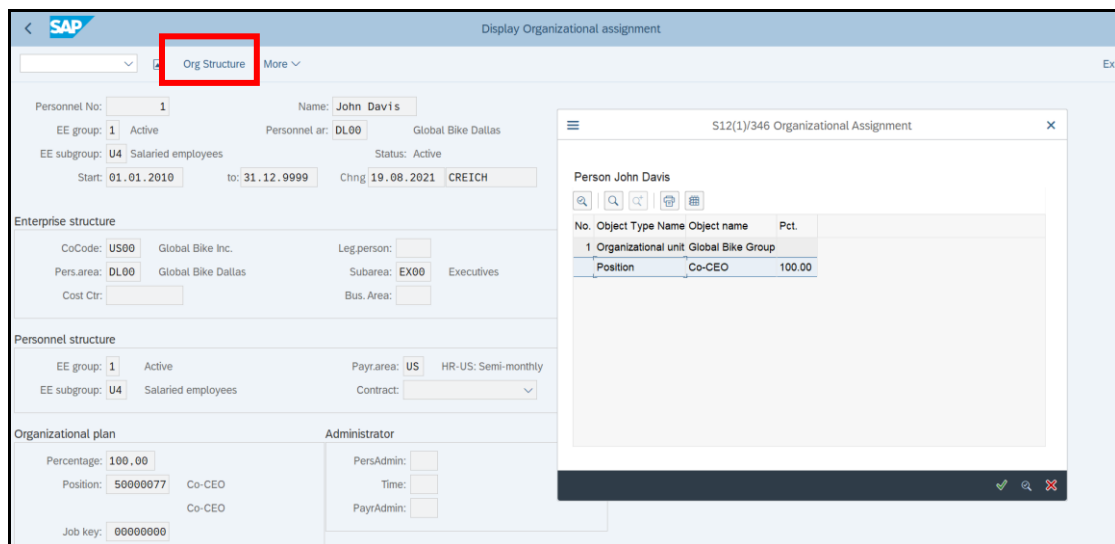 SAP
Display Organizational assignment
Org Structure More
Ex
Personnel No: 1 Name: John Davis
EE group: 1 Active Personnel ar: DL00 Global Bike Dallas
EE subgroup: U4 Salaried employees Status: Active
Start: 01.01.2010 to: 31.12.9999 Chng 19.08.2021 CREICH
Enterprise structure
CoCode: US00 Global Bike Inc. Leg.person:
Pers.area: DL00 Global Bike Dallas Subarea: EX00 Executives
Cost Ctr: Bus. Area:
Personnel structure
EE group: 1 Active Payr.area: US HR-US: Semi-monthly
EE subgroup: U4 Salaried employees Contract:
Organizational plan
Percentage: 100,00
Position: 50000077 Co-CEO
Co-CEO
Job key: 00000000
Administrator
PersAdmin:
Time:
PayrAdmin:
S12(1)/346 Organizational Assignment
Person John Davis
No. Object Type Name Object name Pct.
1 Organizational unit Global Bike Group
Position Co-CEO 100.00